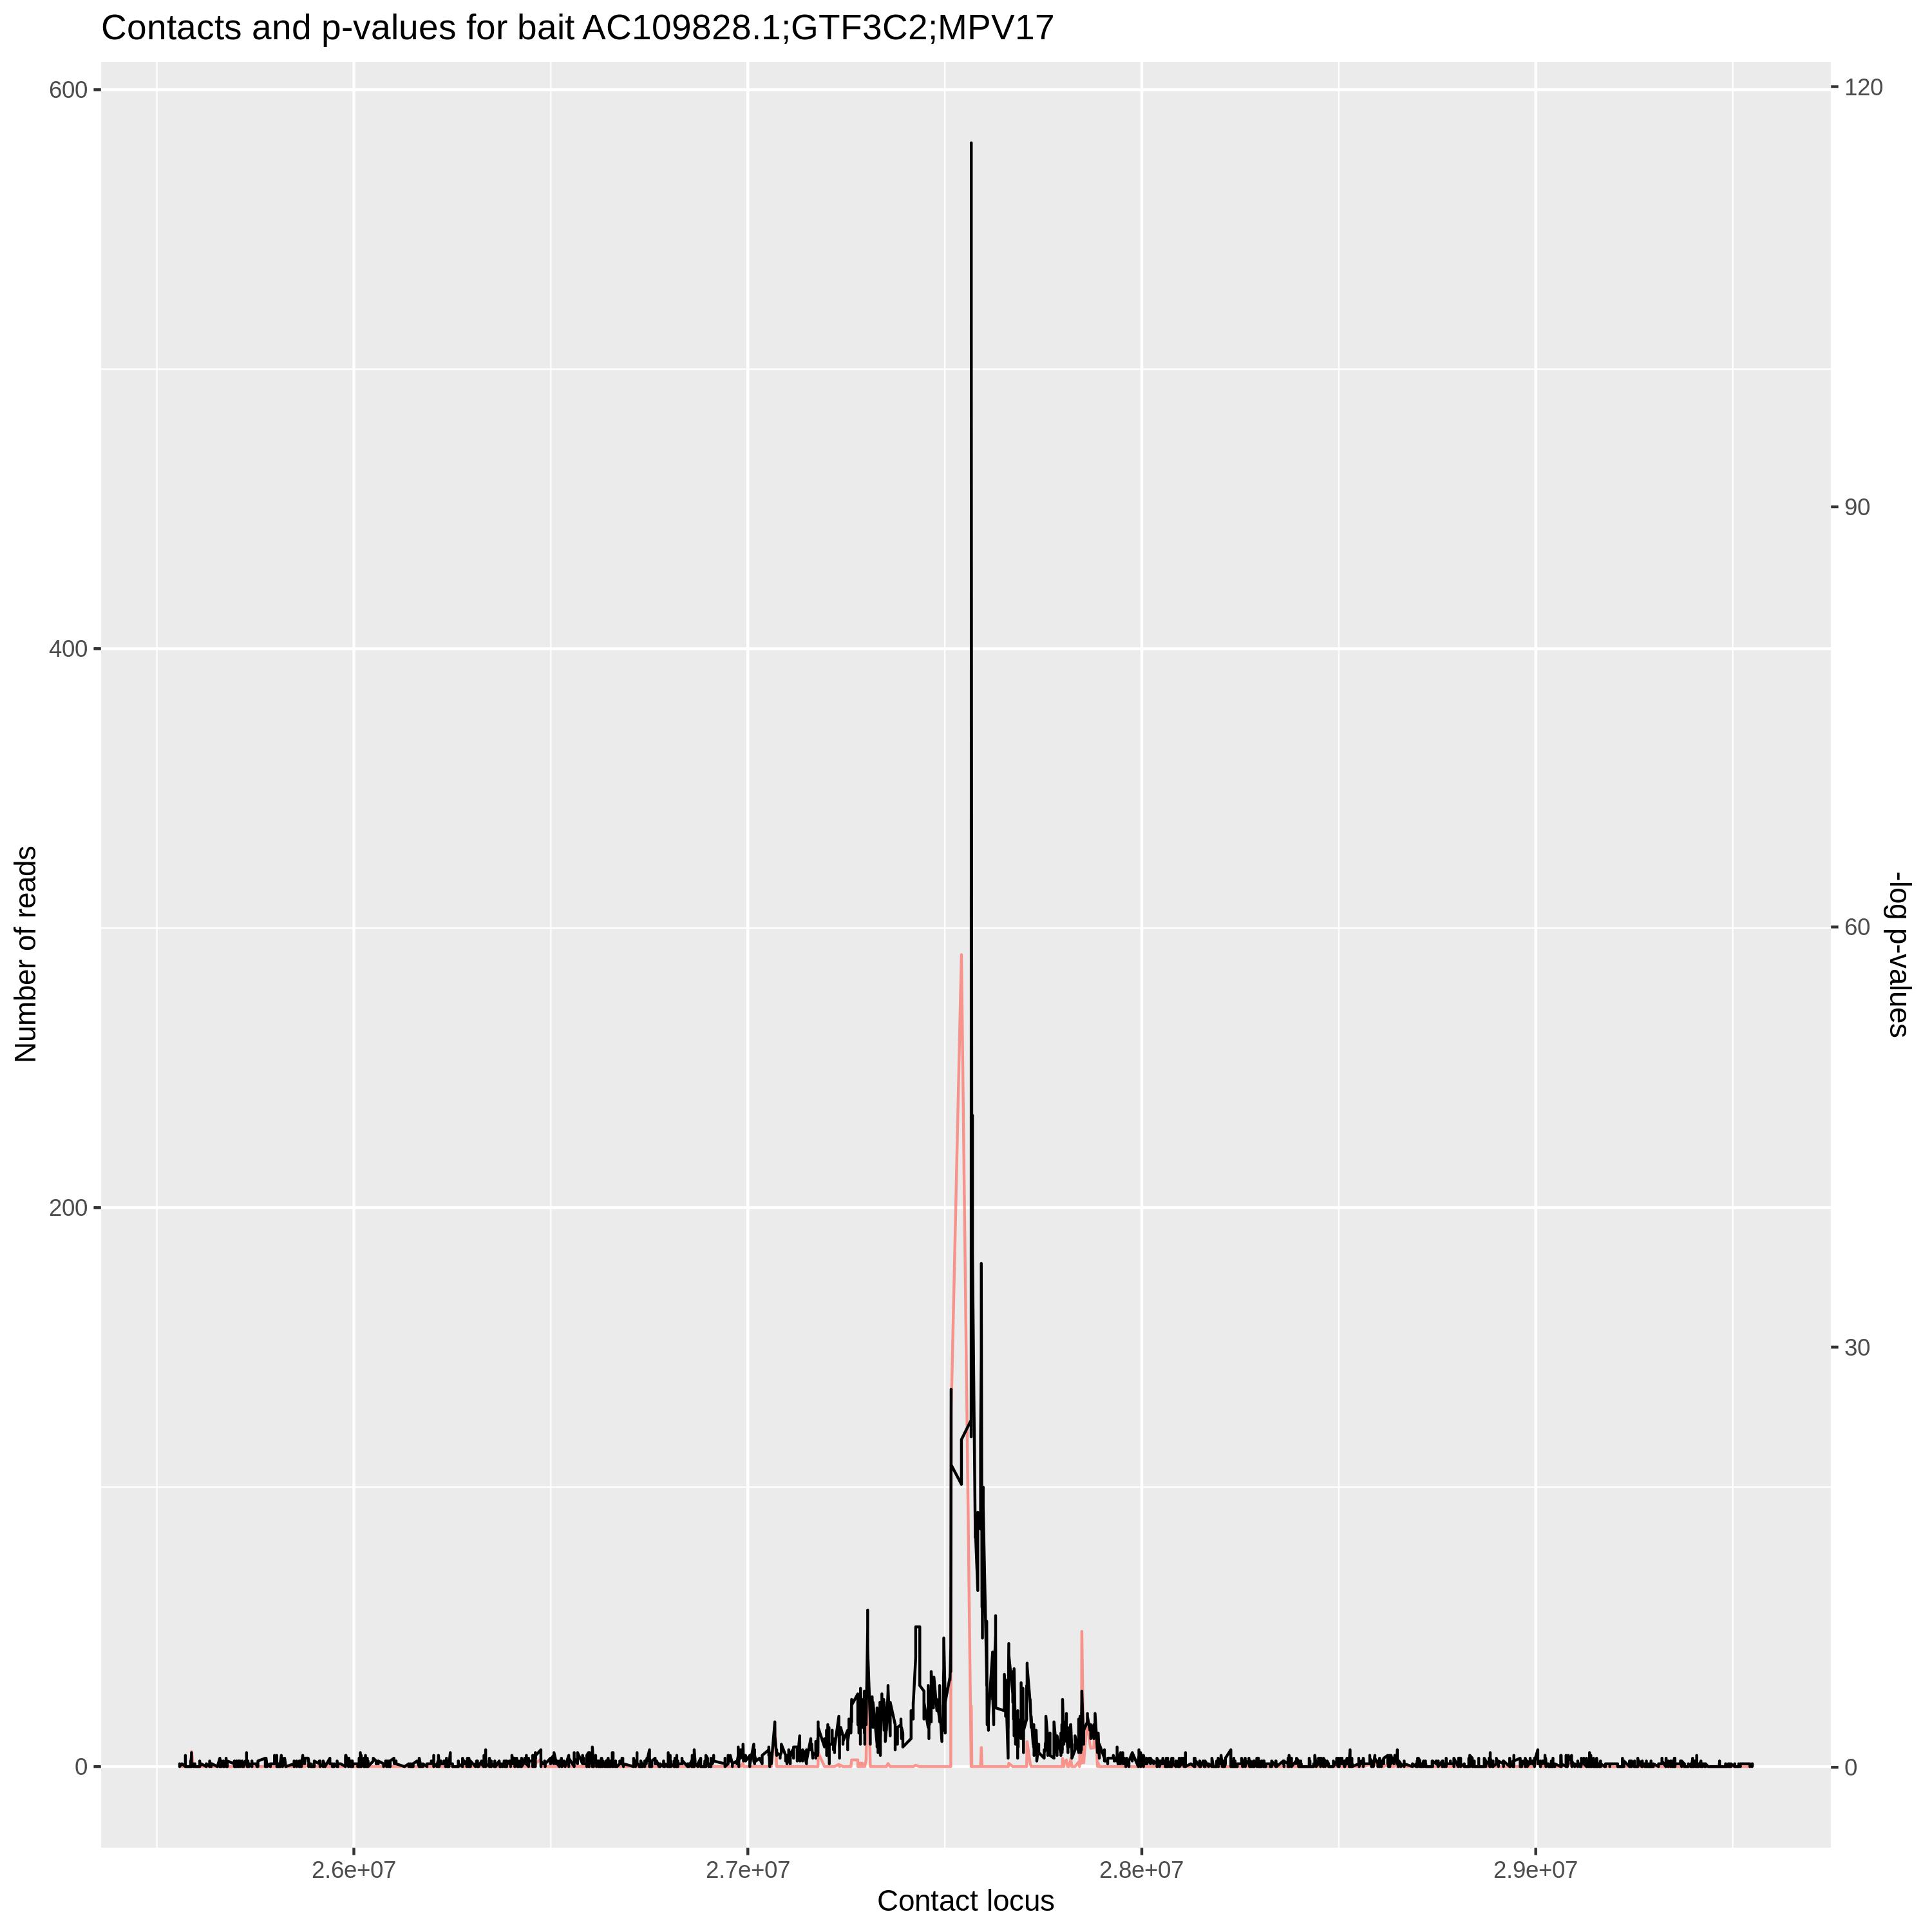 Contacts and p-values for bait AC109828.1;GTF3C2;MPV17
600
400
200
0
120
90
60
30
0
Number of reads
-log p-values
2.6e+07
2.7e+07
2.8e+07
2.9e+07
Contact locus